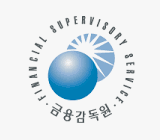 FINANCIAL SUPERVISORY SERVICE
금융감독원